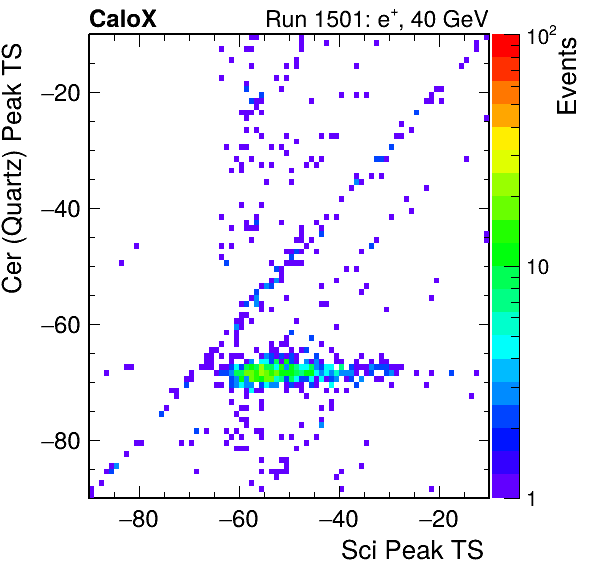 CaloX Run 1501: e+, 40 GeV
Cer (Quartz) Peak TS
−20
−40
−60
−80
−80 −60 −40 −20
Sci Peak TS
10²
10
1
Events